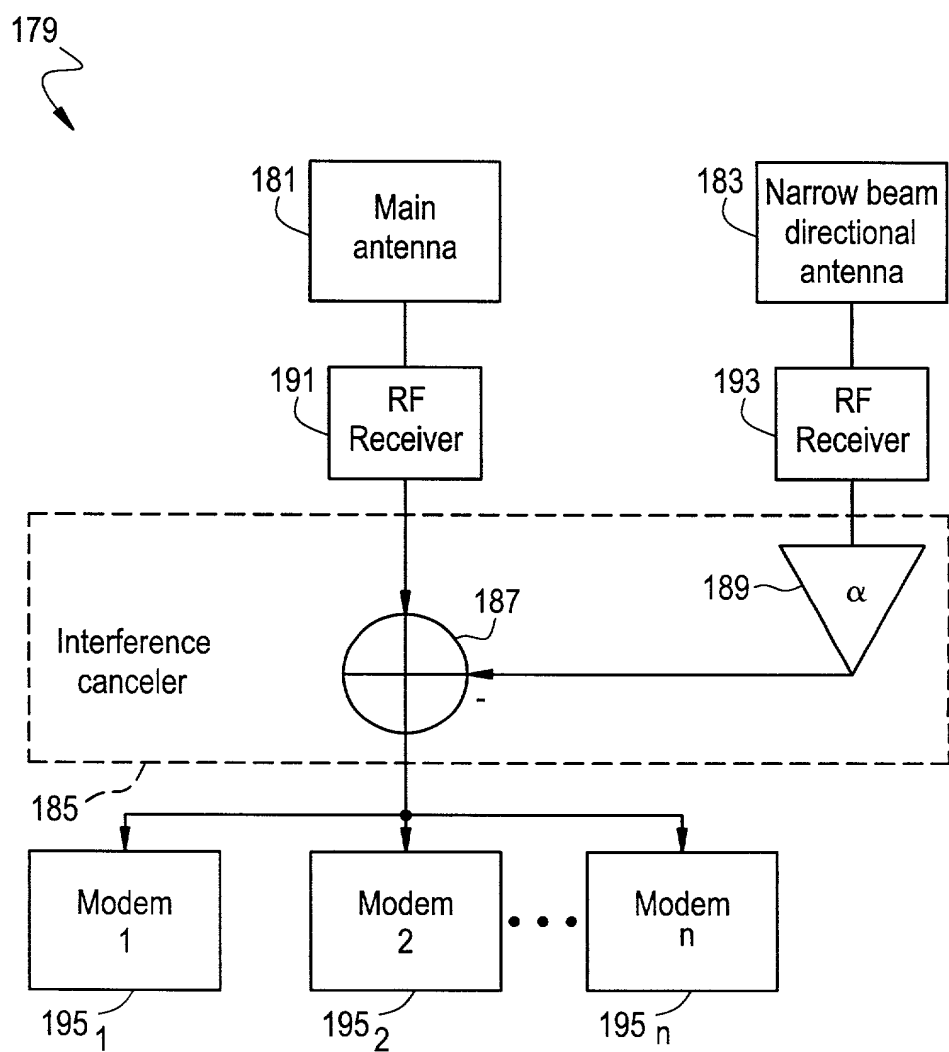 179
181
Main
antenna
183
Narrow beam
directional
antenna
191
RF
Receiver
193
RF
Receiver
189
α
187
-
Interference
canceler
185
Modem
1
Modem
2
Modem
n
195 1
195 2
195 n